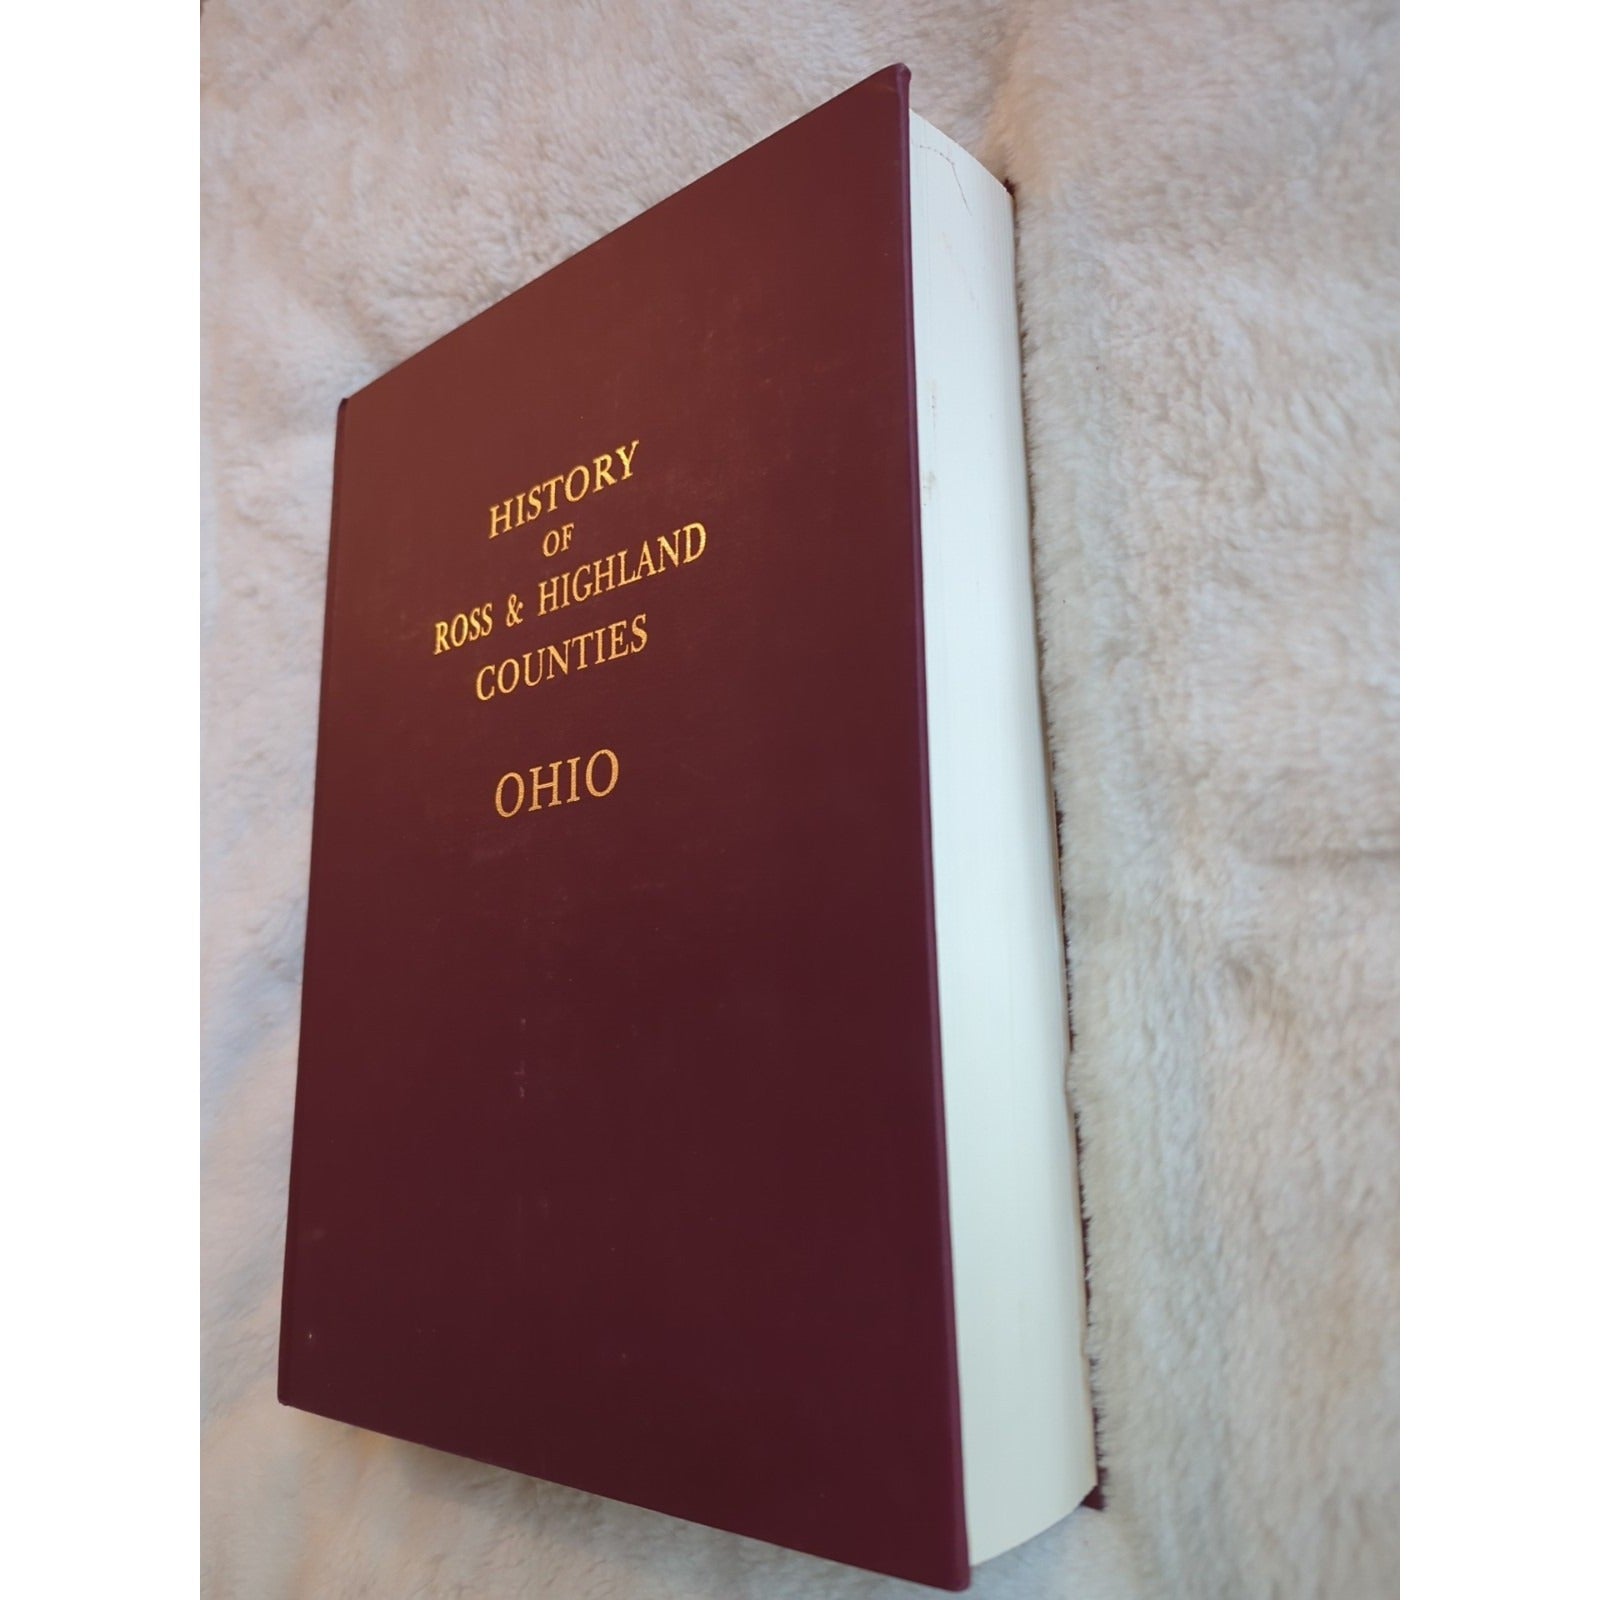 HISTORY
OF
ROSS & HIGHLAND
COUNTIES
OHIO